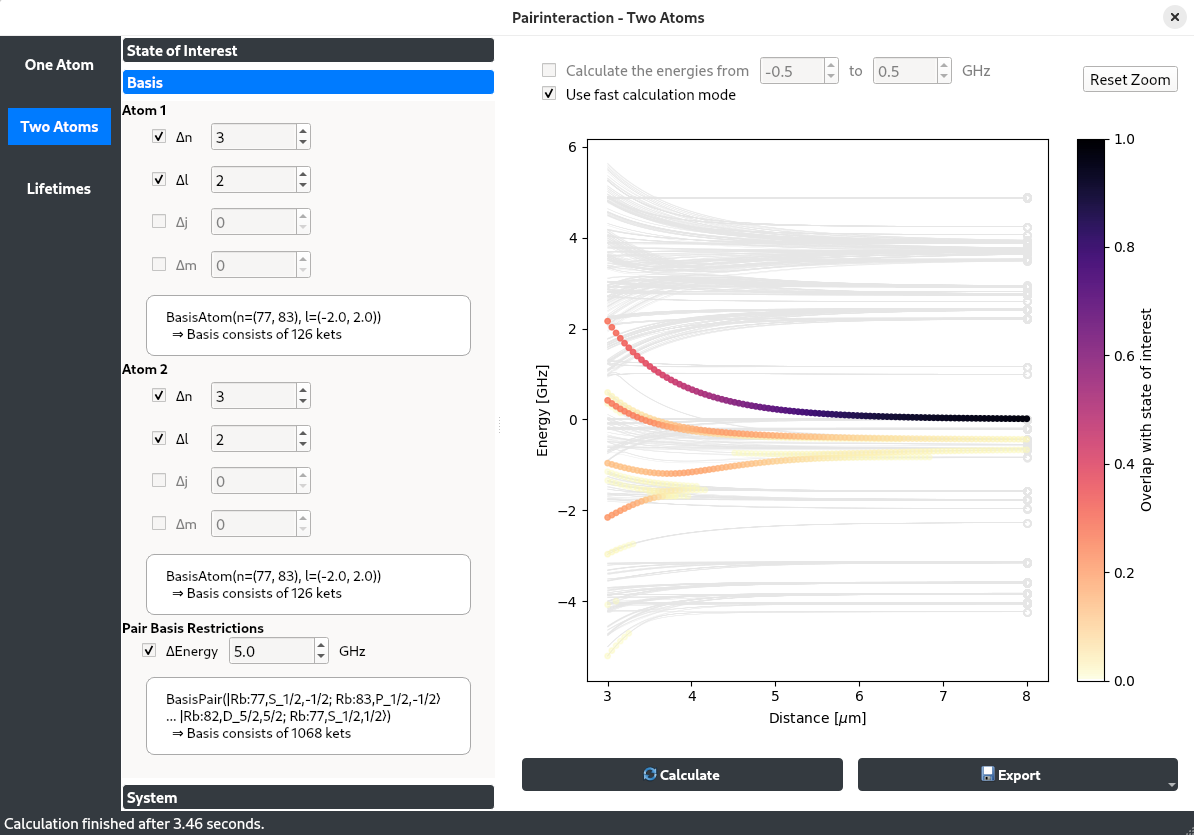 Pairinteraction - Two Atoms
One Atom
Two Atoms
Lifetimes
State of Interest
Basis
Atom 1
Δn 3
Δl 2
Δj 0
Δm 0
BasisAtom(n=(77, 83), l=(-2.0, 2.0))
⇒ Basis consists of 126 kets
Atom 2
Δn 3
Δl 2
Δj 0
Δm 0
BasisAtom(n=(77, 83), l=(-2.0, 2.0))
⇒ Basis consists of 126 kets
Pair Basis Restrictions
ΔEnergy 5.0 GHz
BasisPair(|Rb:77,S_1/2,-1/2; Rb:83,P_1/2,-1/2⟩
... |Rb:82,D_5/2,5/2; Rb:77,S_1/2,1/2⟩)
⇒ Basis consists of 1068 kets
System
Calculate the energies from -0.5 to 0.5 GHz
Use fast calculation mode
Reset Zoom
Energy [GHz]
6
4
2
0
−2
−4
3 4 5 6 7 8
Distance [μm]
1.0
0.8
0.6
0.4
0.2
0.0
Overlap with state of interest
Calculate
Export
Calculation finished after 3.46 seconds.